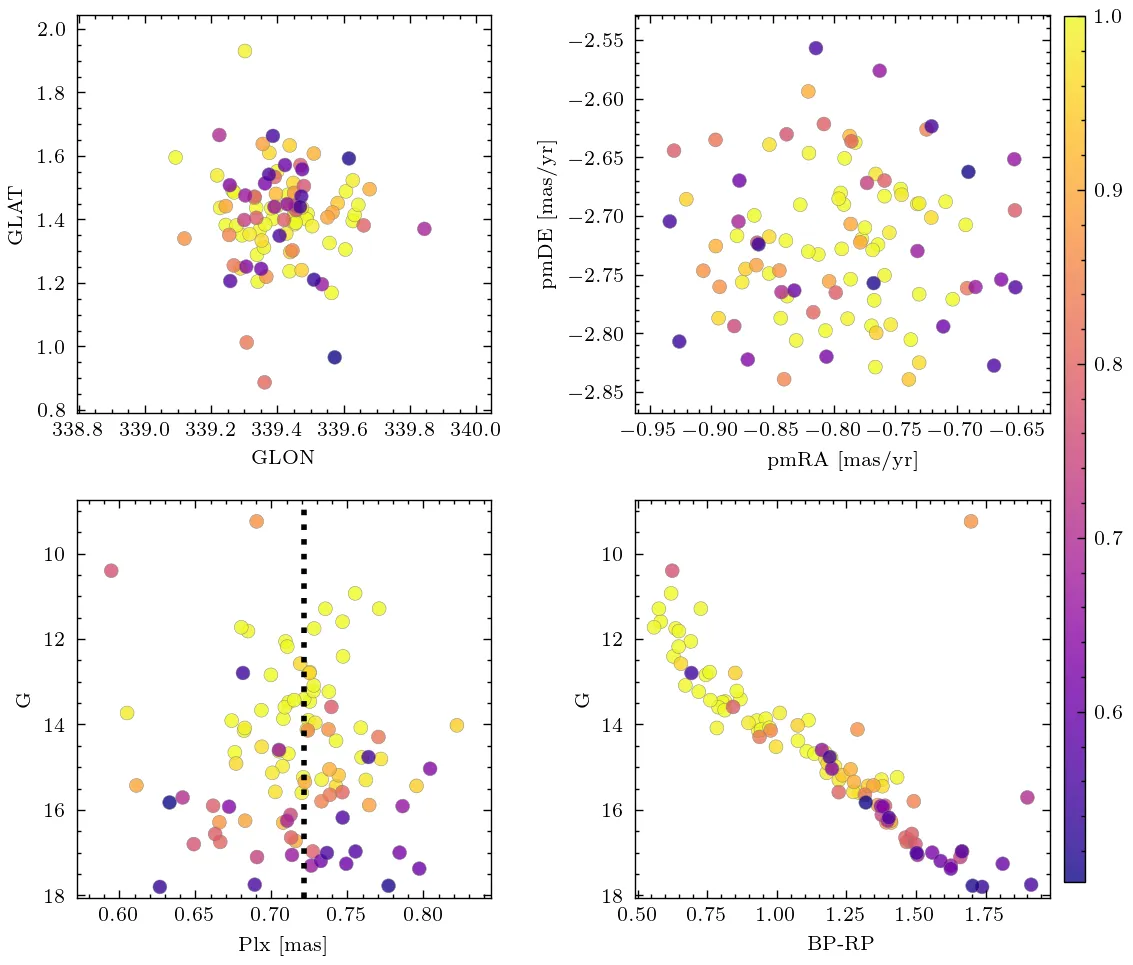 2.0
1.8
1.6
1.4
1.2
1.0
0.8
GLAT
338.8 339.0 339.2 339.4 339.6 339.8 340.0
GLON
−2.55
−2.60
−2.65
−2.70
−2.75
−2.80
−2.85
pmDE [mas/yr]
−0.95 −0.90 −0.85 −0.80 −0.75 −0.70 −0.65
pmRA [mas/yr]
10
12
14
16
18
G
0.60 0.65 0.70 0.75 0.80
Plx [mas]
10
12
14
16
18
G
0.50 0.75 1.00 1.25 1.50 1.75
BP-RP
1.0
0.9
0.8
0.7
0.6